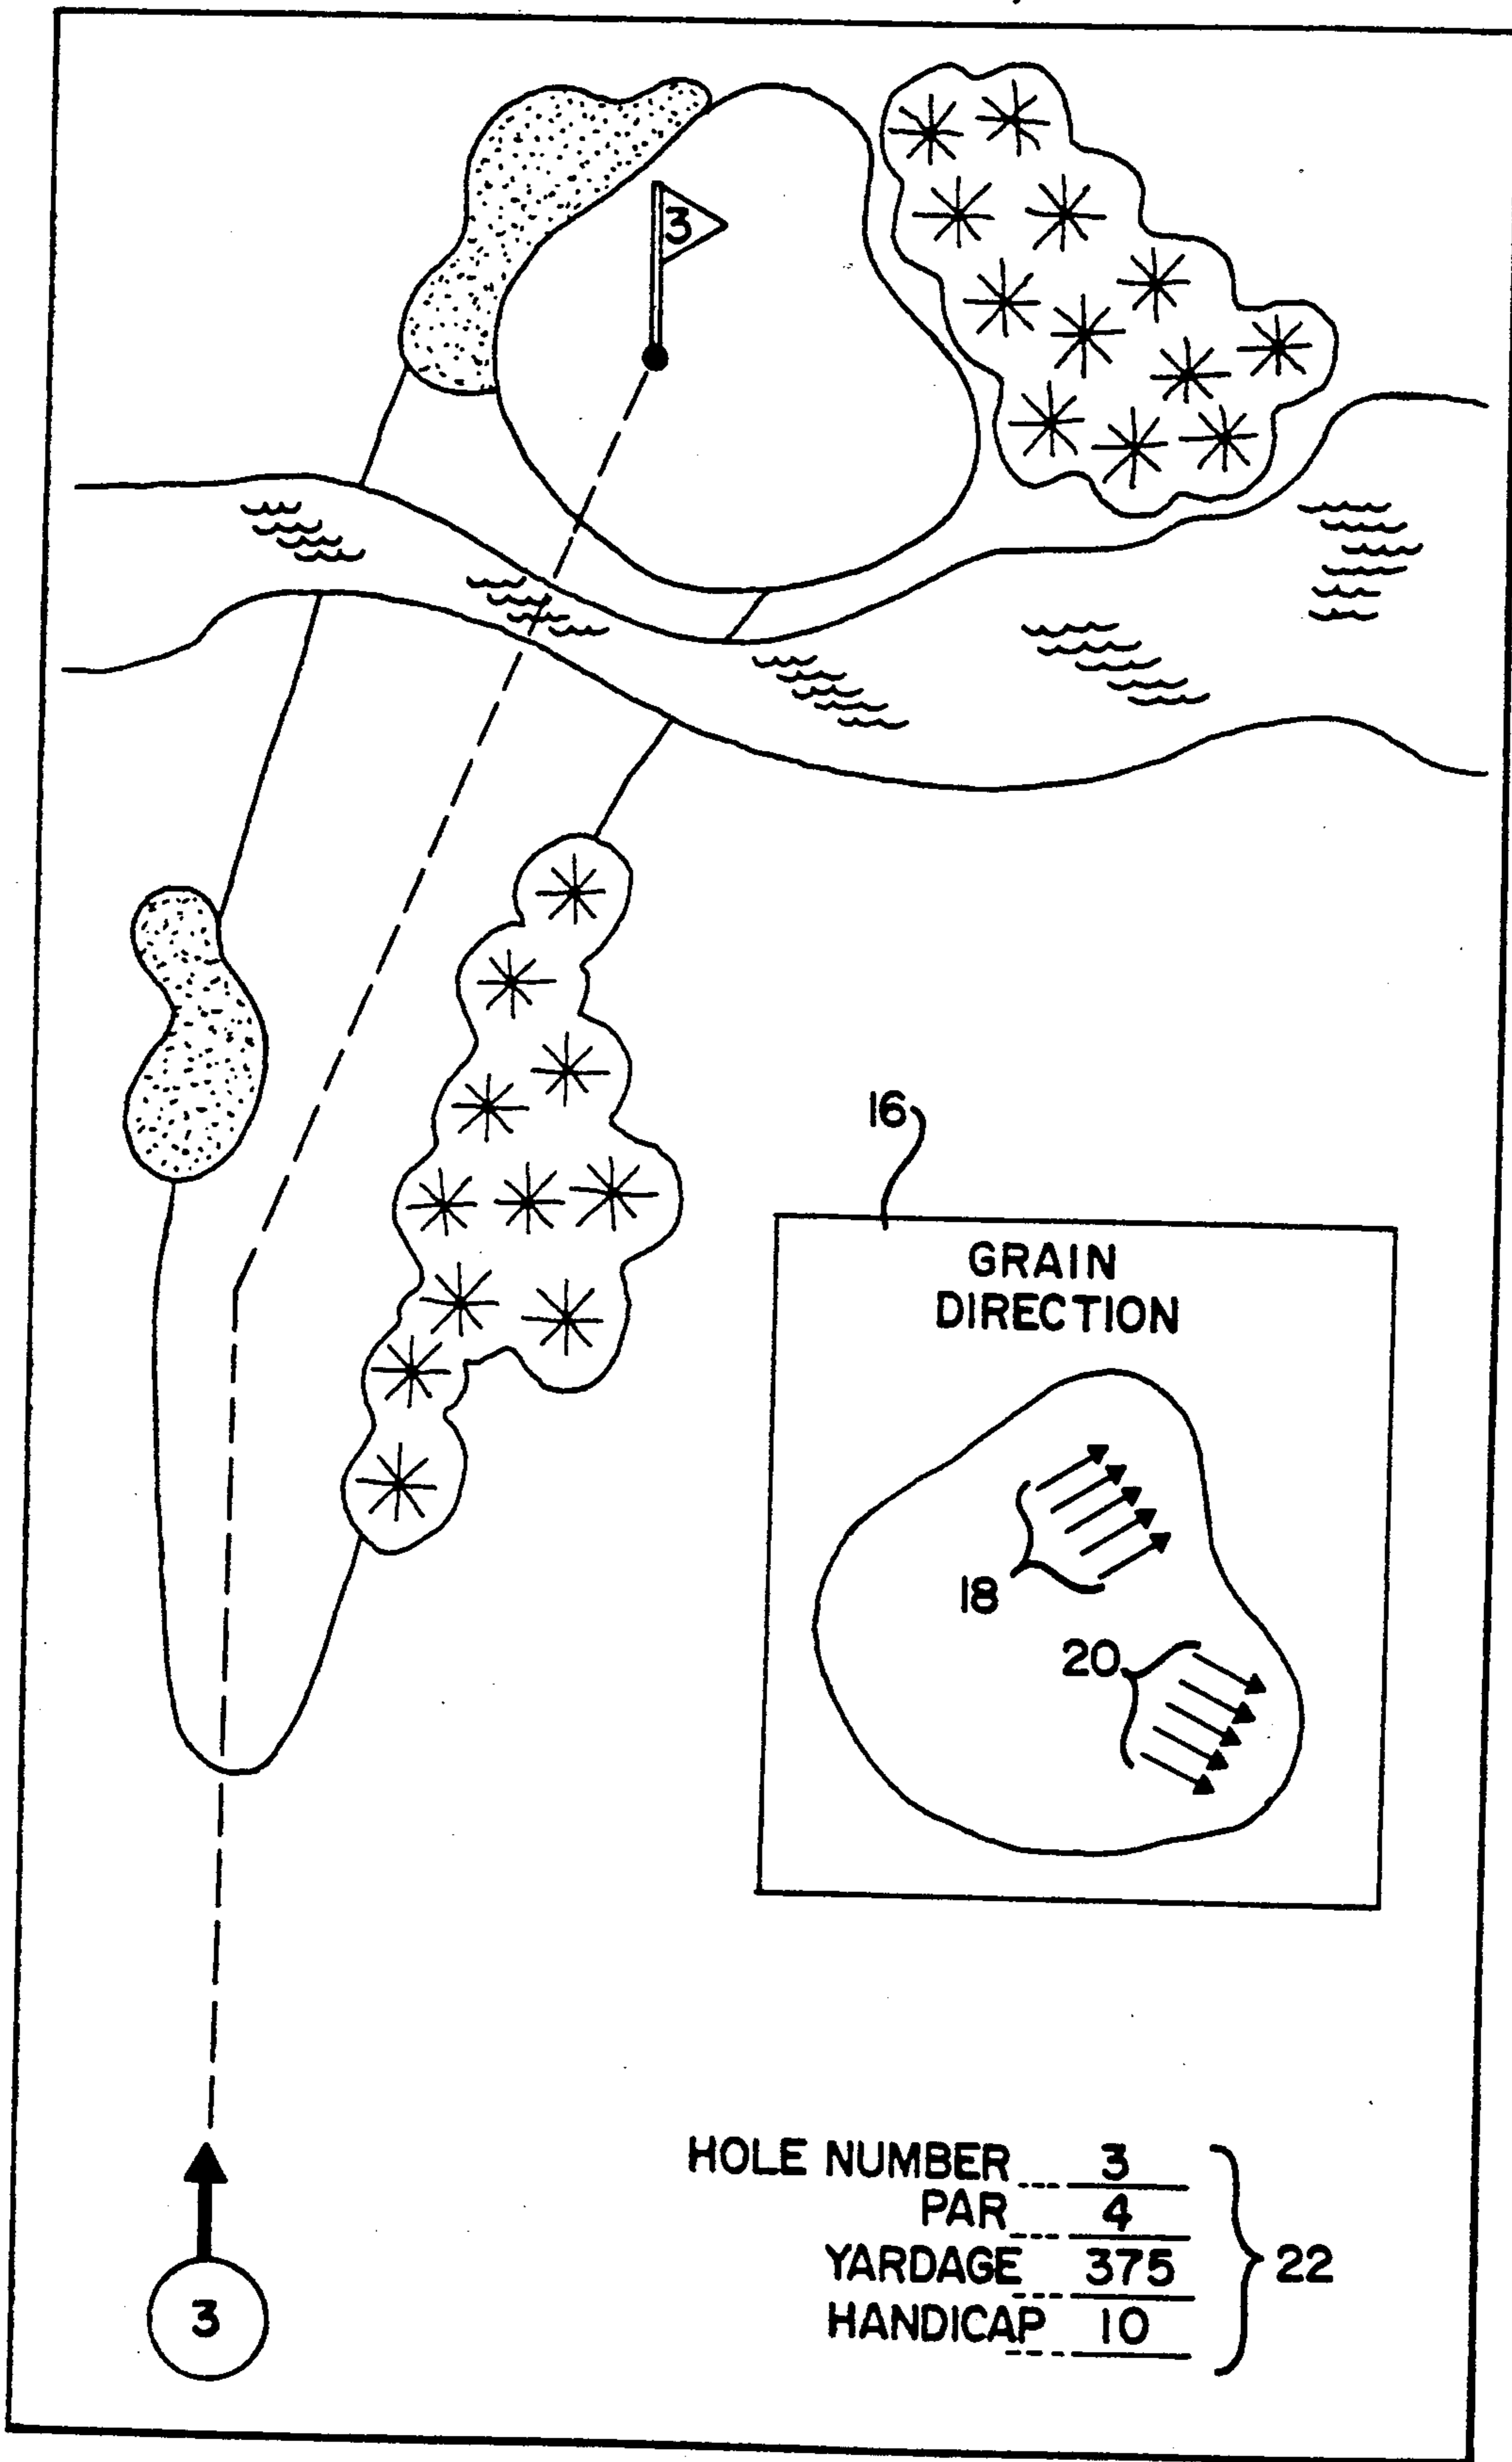 3
16
GRAIN
DIRECTION
18
20
HOLE NUMBER 3
PAR 4
YARDAGE 375
HANDICAP 10
22
3